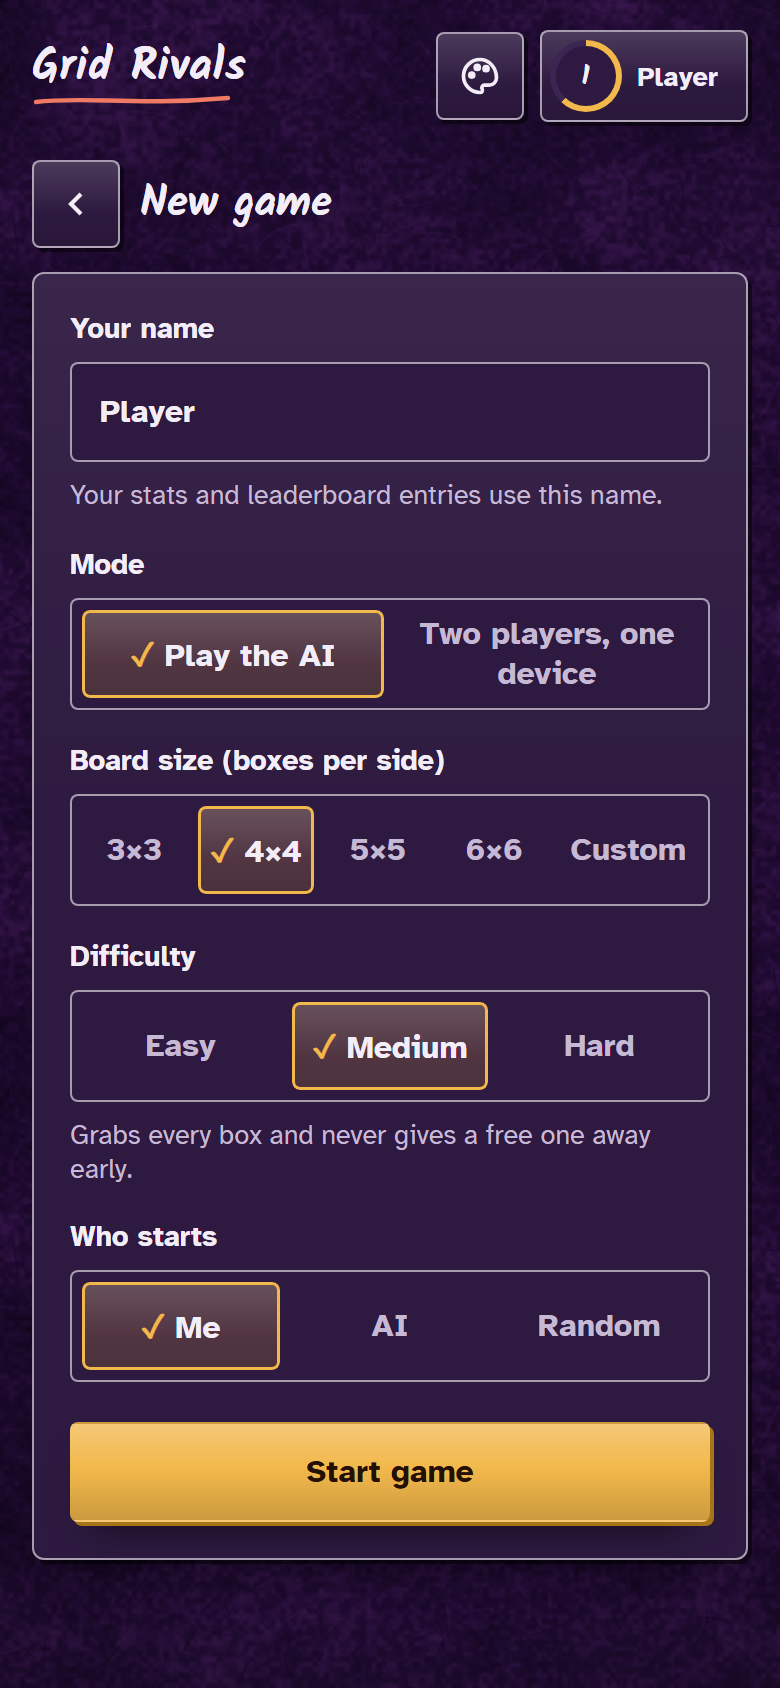 Grid Rivals
1
Player
New game
Your name
Player
Your stats and leaderboard entries use this name.
Mode
✓ Play the AI
Two players, one
device
Board size (boxes per side)
3×3 ✓ 4×4 5×5 6×6 Custom
Difficulty
Easy ✓ Medium Hard
Grabs every box and never gives a free one away
early.
Who starts
✓ Me AI Random
Start game